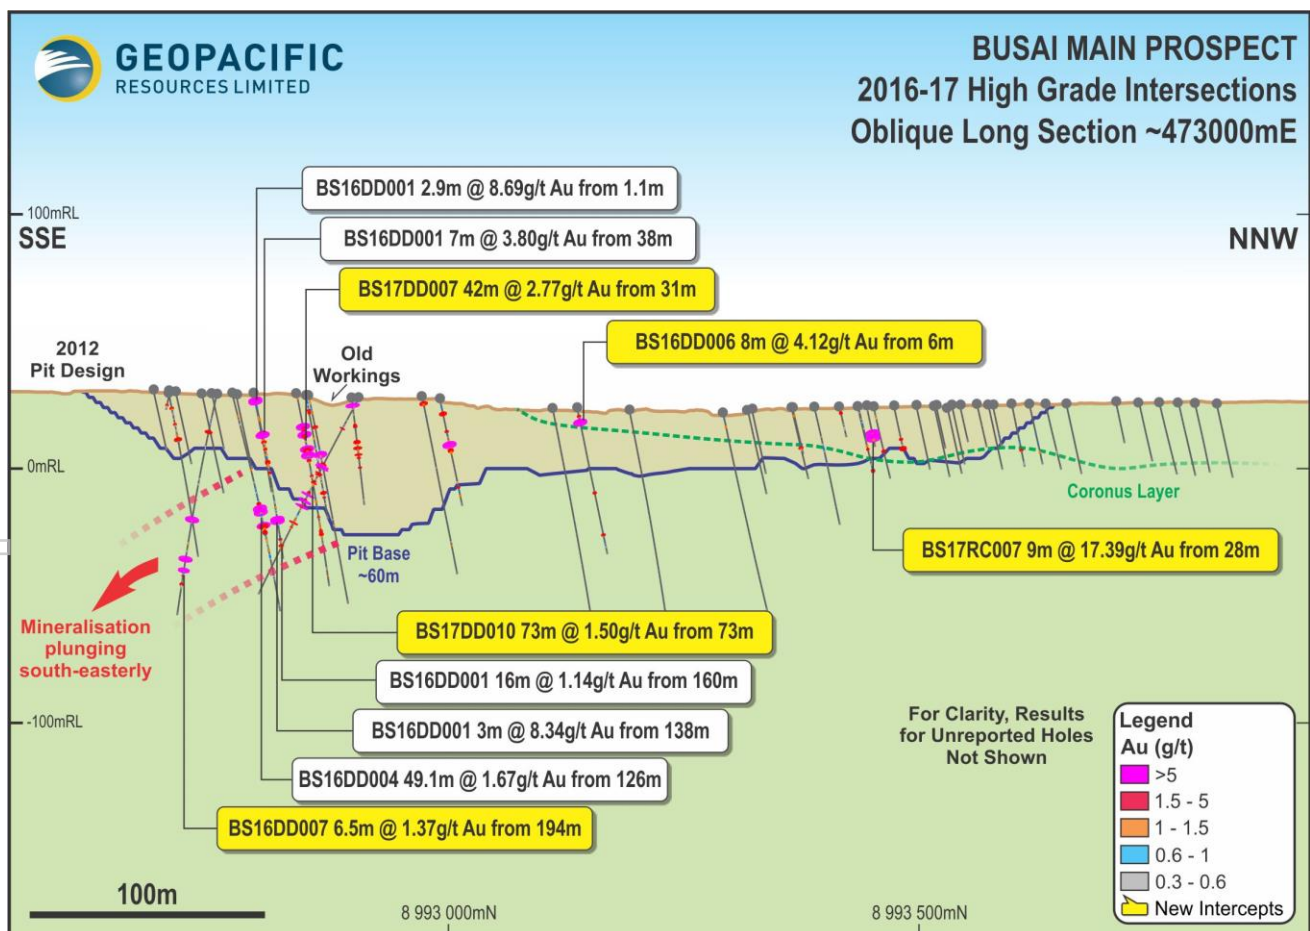 GEOPACIFIC
RESOURCES LIMITED
BUSAI MAIN PROSPECT
2016-17 High Grade Intersections
Oblique Long Section ~473000mE
BS16DD001 2.9m @ 8.69g/t Au from 1.1m
100mRL
SSE
NNW
BS16DD001 7m @ 3.80g/t Au from 38m
BS17DD007 42m @ 2.77g/t Au from 31m
BS16DD006 8m @ 4.12g/t Au from 6m
2012
Pit Design
Old
Workings
0mRL
Coronus Layer
Pit Base
~60m
BS17RC007 9m @ 17.39g/t Au from 28m
Mineralisation
plunging
south-easterly
BS17DD010 73m @ 1.50g/t Au from 73m
BS16DD001 16m @ 1.14g/t Au from 160m
-100mRL
BS16DD001 3m @ 8.34g/t Au from 138m
BS16DD004 49.1m @ 1.67g/t Au from 126m
BS16DD007 6.5m @ 1.37g/t Au from 194m
For Clarity, Results
for Unreported Holes
Not Shown
Legend
Au (g/t)
>5
1.5 - 5
1 - 1.5
0.6 - 1
0.3 - 0.6
New Intercepts
100m
8 993 000mN
8 993 500mN